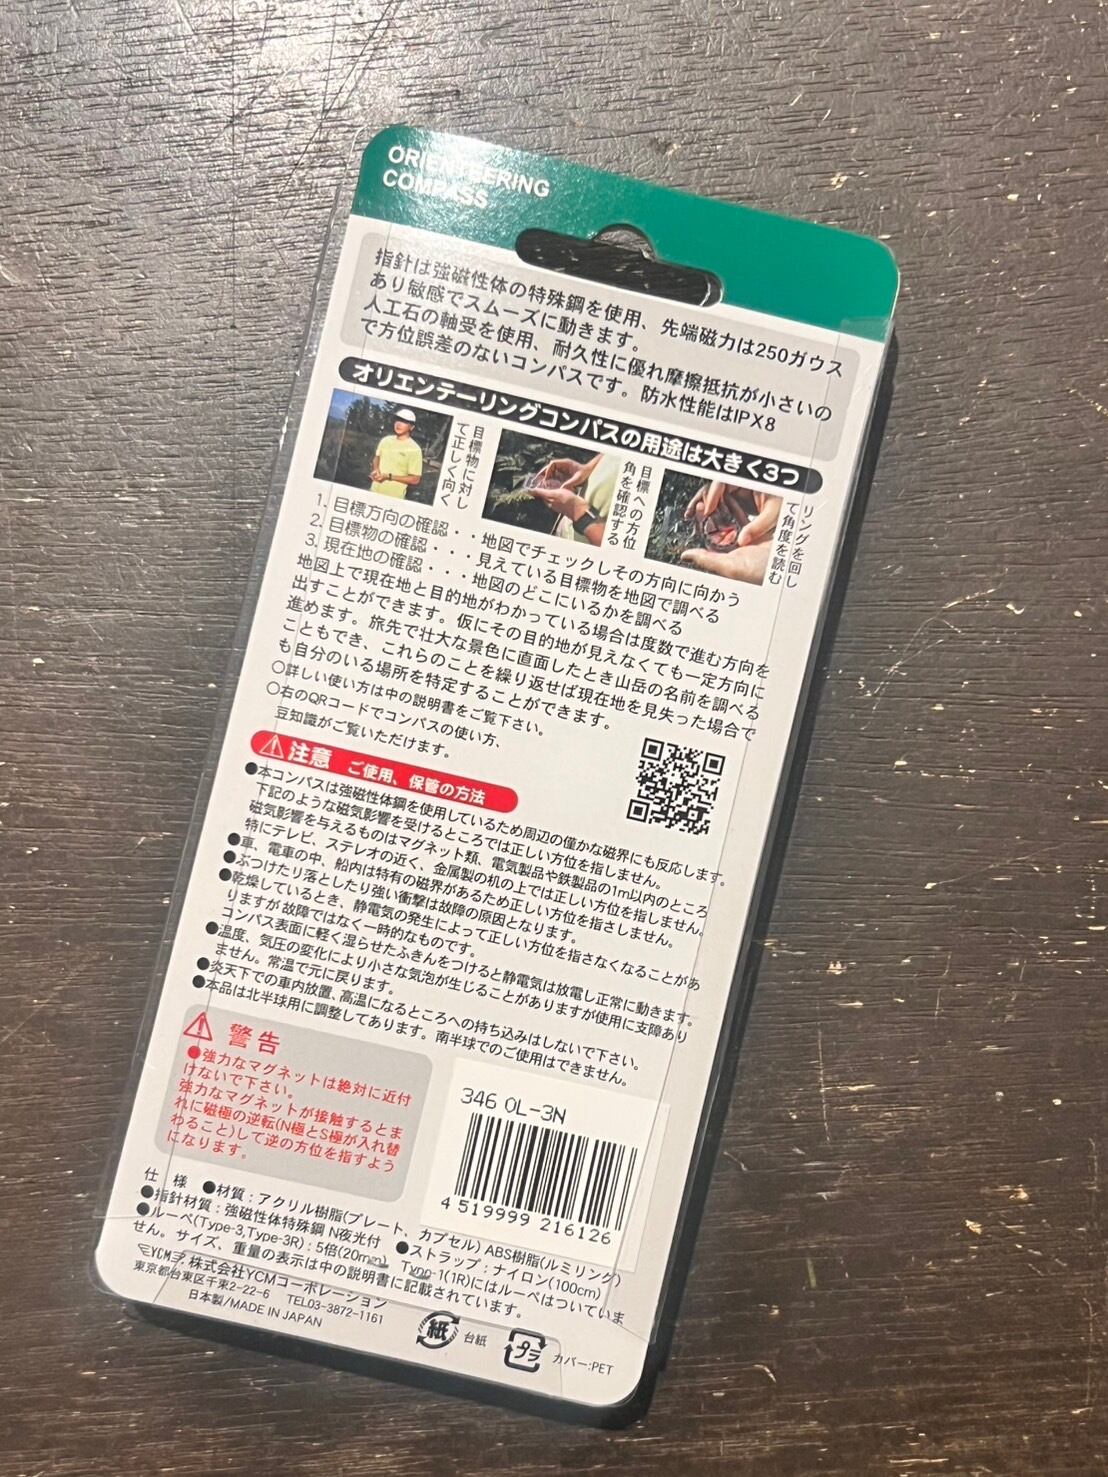 ORIENTEERING
COMPASS
指針は強磁性体の特殊鋼を使用、先端磁力は250ガウス
あり敏感でスムーズに動きます。
人工石の軸受を使用、耐久性に優れ摩擦抵抗が小さいの
で方位誤差のないコンパスです。防水性能はIPX8
オリエンテーリングコンパスの用途は大きく3つ
目標物に対し
て正しく向く
目標への方位
角を確認する
リングを回し
て角度を読む
1. 目標方向の確認・・地図でチェックしその方向に向かう
2. 目標物の確認・・・見えている目標物を地図で調べる
3. 現在地の確認・・・地図のどこにいるかを調べる
地図上で現在地と目的地がわかっている場合は度数で進む方向を
出すことができます。仮にその目的地が見えなくても一定方向に
進めます。旅先で壮大な景色に直面したとき山岳の名前を調べる
こともでき、これらのことを繰り返せば現在地を見失った場合で
も自分のいる場所を特定することができます。
○詳しい使い方は中の説明書をご覧下さい。
○右のQRコードでコンパスの使い方、
豆知識がご覧いただけます。
注意 ご使用、保管の方法
●本コンパスは強磁性体鋼を使用しているため周辺の僅かな磁界にも反応します。
下記のような磁気影響を受けるところでは正しい方位を指しません。
磁気影響を与えるものはマグネット類、電気製品や鉄製品の1m以内のところ
特にテレビ、ステレオの近く、金属製の机の上では正しい方位を指しません。
●車、電車の中、船内は特有の磁界があるため正しい方位を指さしません。
●ぶつけたり落としたり強い衝撃は故障の原因となります。
●乾燥しているとき、静電気の発生によって正しい方位を指さなくなることがあ
りますが故障ではなく一時的なものです。
コンパス表面に軽く湿らせたふきんをつけると静電気は放電し正常に動きます。
●温度、気圧の変化により小さな気泡が生じることがありますが使用に支障あり
ません。常温で元に戻ります。
●炎天下での車内放置、高温になるところへの持ち込みはしないで下さい。
●本品は北半球用に調整してあります。南半球でのご使用はできません。
警告
●強力なマグネットは絶対に近付
けないで下さい。
強力なマグネットが接触するとま
れに磁極の逆転(N極とS極が入れ替
わること)して逆の方位を指すよう
になります。
346 OL-3N
4 519999 216126
仕 様 ●材質：アクリル樹脂(プレート、カプセル) ABS樹脂(ルミリング)
●指針材質：強磁性体特殊鋼 N夜光付 ●ストラップ：ナイロン(100cm)
●ルーペ(Type-3,Type-3R)：5倍(20mm) Type-1(1R)にはルーペはついていま
せん。サイズ、重量の表示は中の説明書に記載されています。
YCM 株式会社YCMコーポレーション
東京都台東区千束2-22-6 TEL03-3872-1161
日本製/MADE IN JAPAN
紙 台紙
プラ カバー:PET